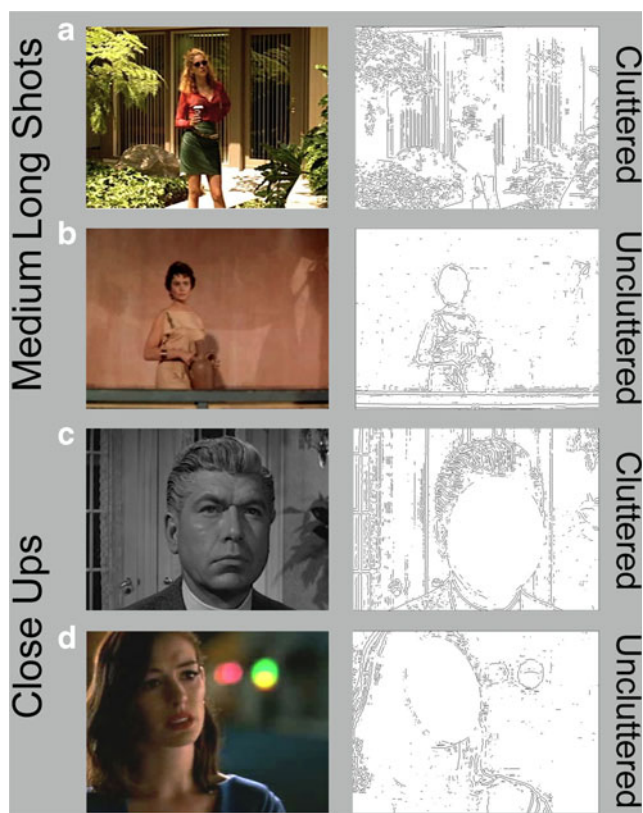 Medium Long Shots
a
Cluttered
b
Uncluttered
Close Ups
c
Cluttered
d
Uncluttered